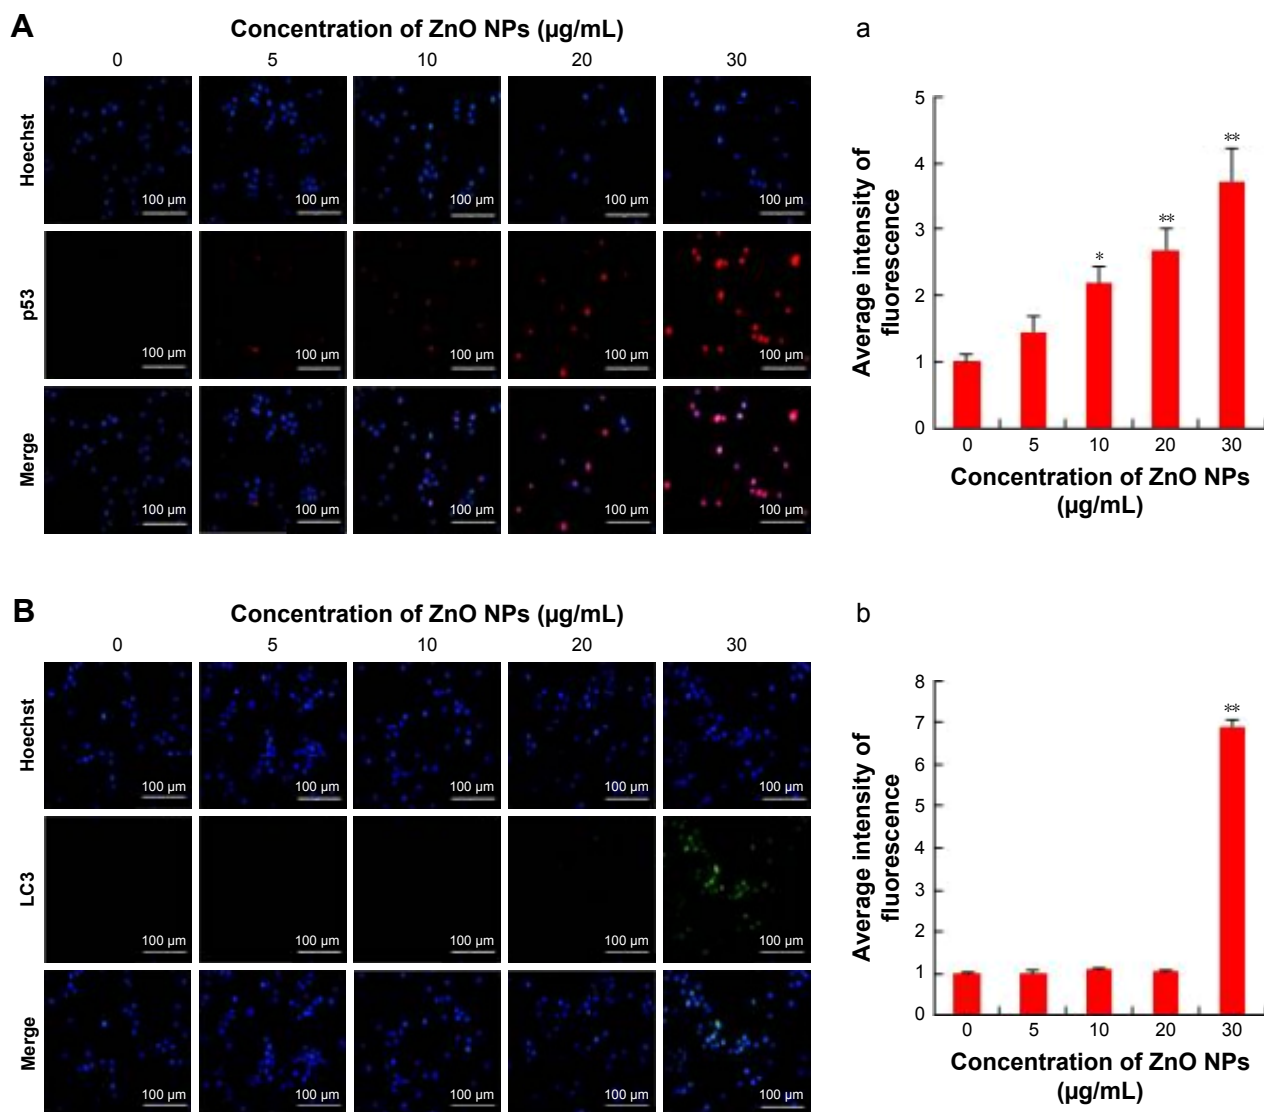 A
Concentration of ZnO NPs (µg/mL)
0 5 10 20 30
Hoechst
100 µm 100 µm 100 µm 100 µm 100 µm
p53
100 µm 100 µm 100 µm 100 µm 100 µm
Merge
100 µm 100 µm 100 µm 100 µm 100 µm
a
Average intensity of
fluorescence
5
4
3
2
1
0
* ** **
0 5 10 20 30
Concentration of ZnO NPs
(µg/mL)
B
Concentration of ZnO NPs (µg/mL)
0 5 10 20 30
Hoechst
100 µm 100 µm 100 µm 100 µm 100 µm
LC3
100 µm 100 µm 100 µm 100 µm 100 µm
Merge
100 µm 100 µm 100 µm 100 µm 100 µm
b
Average intensity of
fluorescence
8
7
6
5
4
3
2
1
0
**
0 5 10 20 30
Concentration of ZnO NPs
(µg/mL)